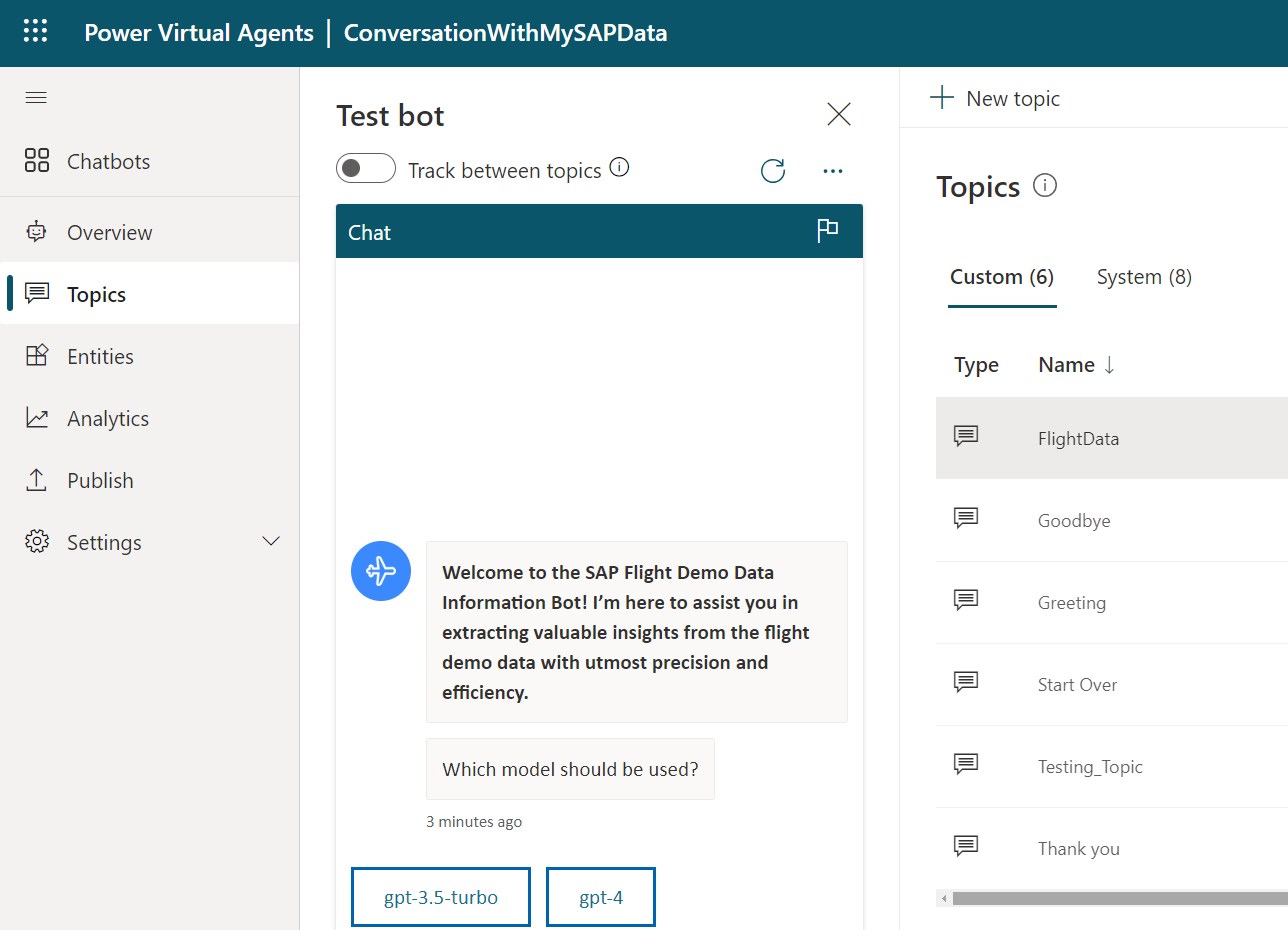 Power Virtual Agents | ConversationWithMySAPData
Chatbots
Overview
Topics
Entities
Analytics
Publish
Settings
Test bot
Track between topics
Chat
Welcome to the SAP Flight Demo Data
Information Bot! I’m here to assist you in
extracting valuable insights from the flight
demo data with utmost precision and
efficiency.
Which model should be used?
3 minutes ago
gpt-3.5-turbo gpt-4
New topic
Topics
Custom (6) System (8)
Type Name ↓
FlightData
Goodbye
Greeting
Start Over
Testing_Topic
Thank you